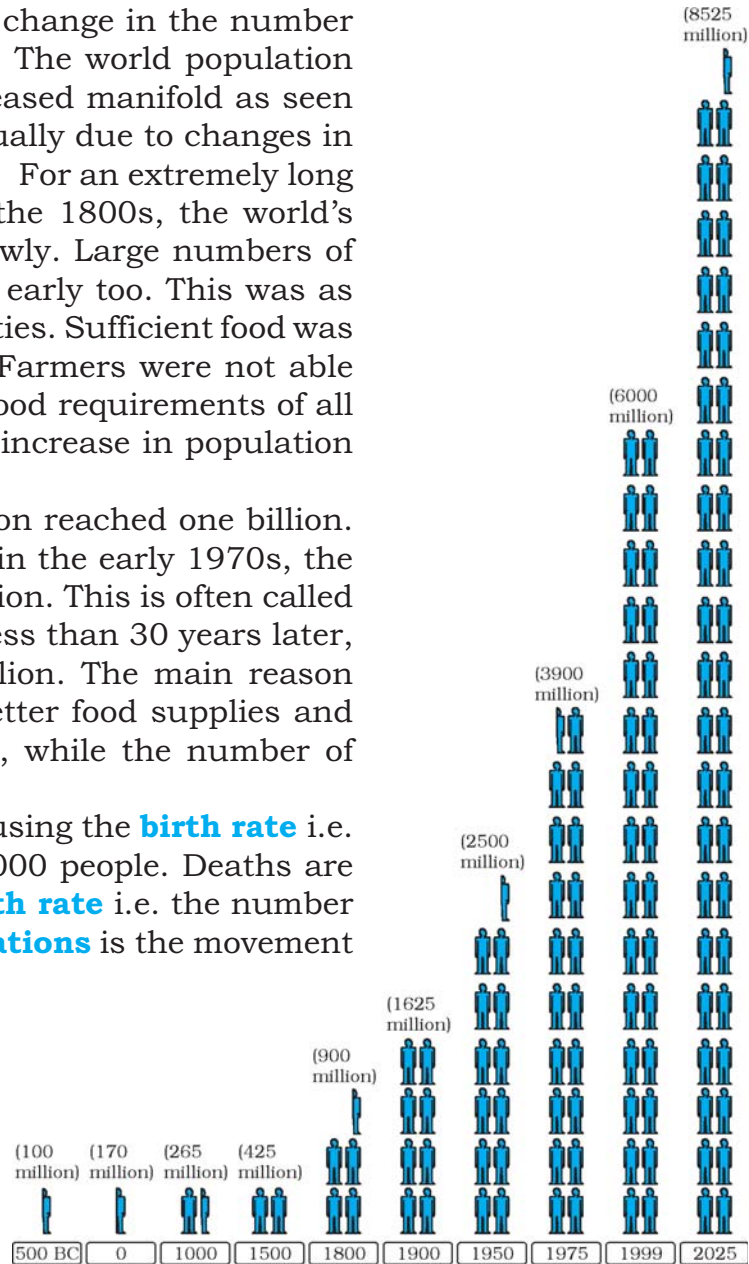 change in the number
The world population
eased manifold as seen
ually due to changes in
For an extremely long
the 1800s, the world's
wly. Large numbers of
early too. This was as
ties. Sufficient food was
Farmers were not able
ood requirements of all
increase in population
on reached one billion.
in the early 1970s, the
ion. This is often called
ess than 30 years later,
lion. The main reason
etter food supplies and
, while the number of
using the birth rate i.e.
000 people. Deaths are
th rate i.e. the number
ations is the movement
(100
million)
(170
million)
(265
million)
(425
million)
(900
million)
(1625
million)
(2500
million)
(3900
million)
(6000
million)
(8525
million)
500 BC 0 1000 1500 1800 1900 1950 1975 1999 2025